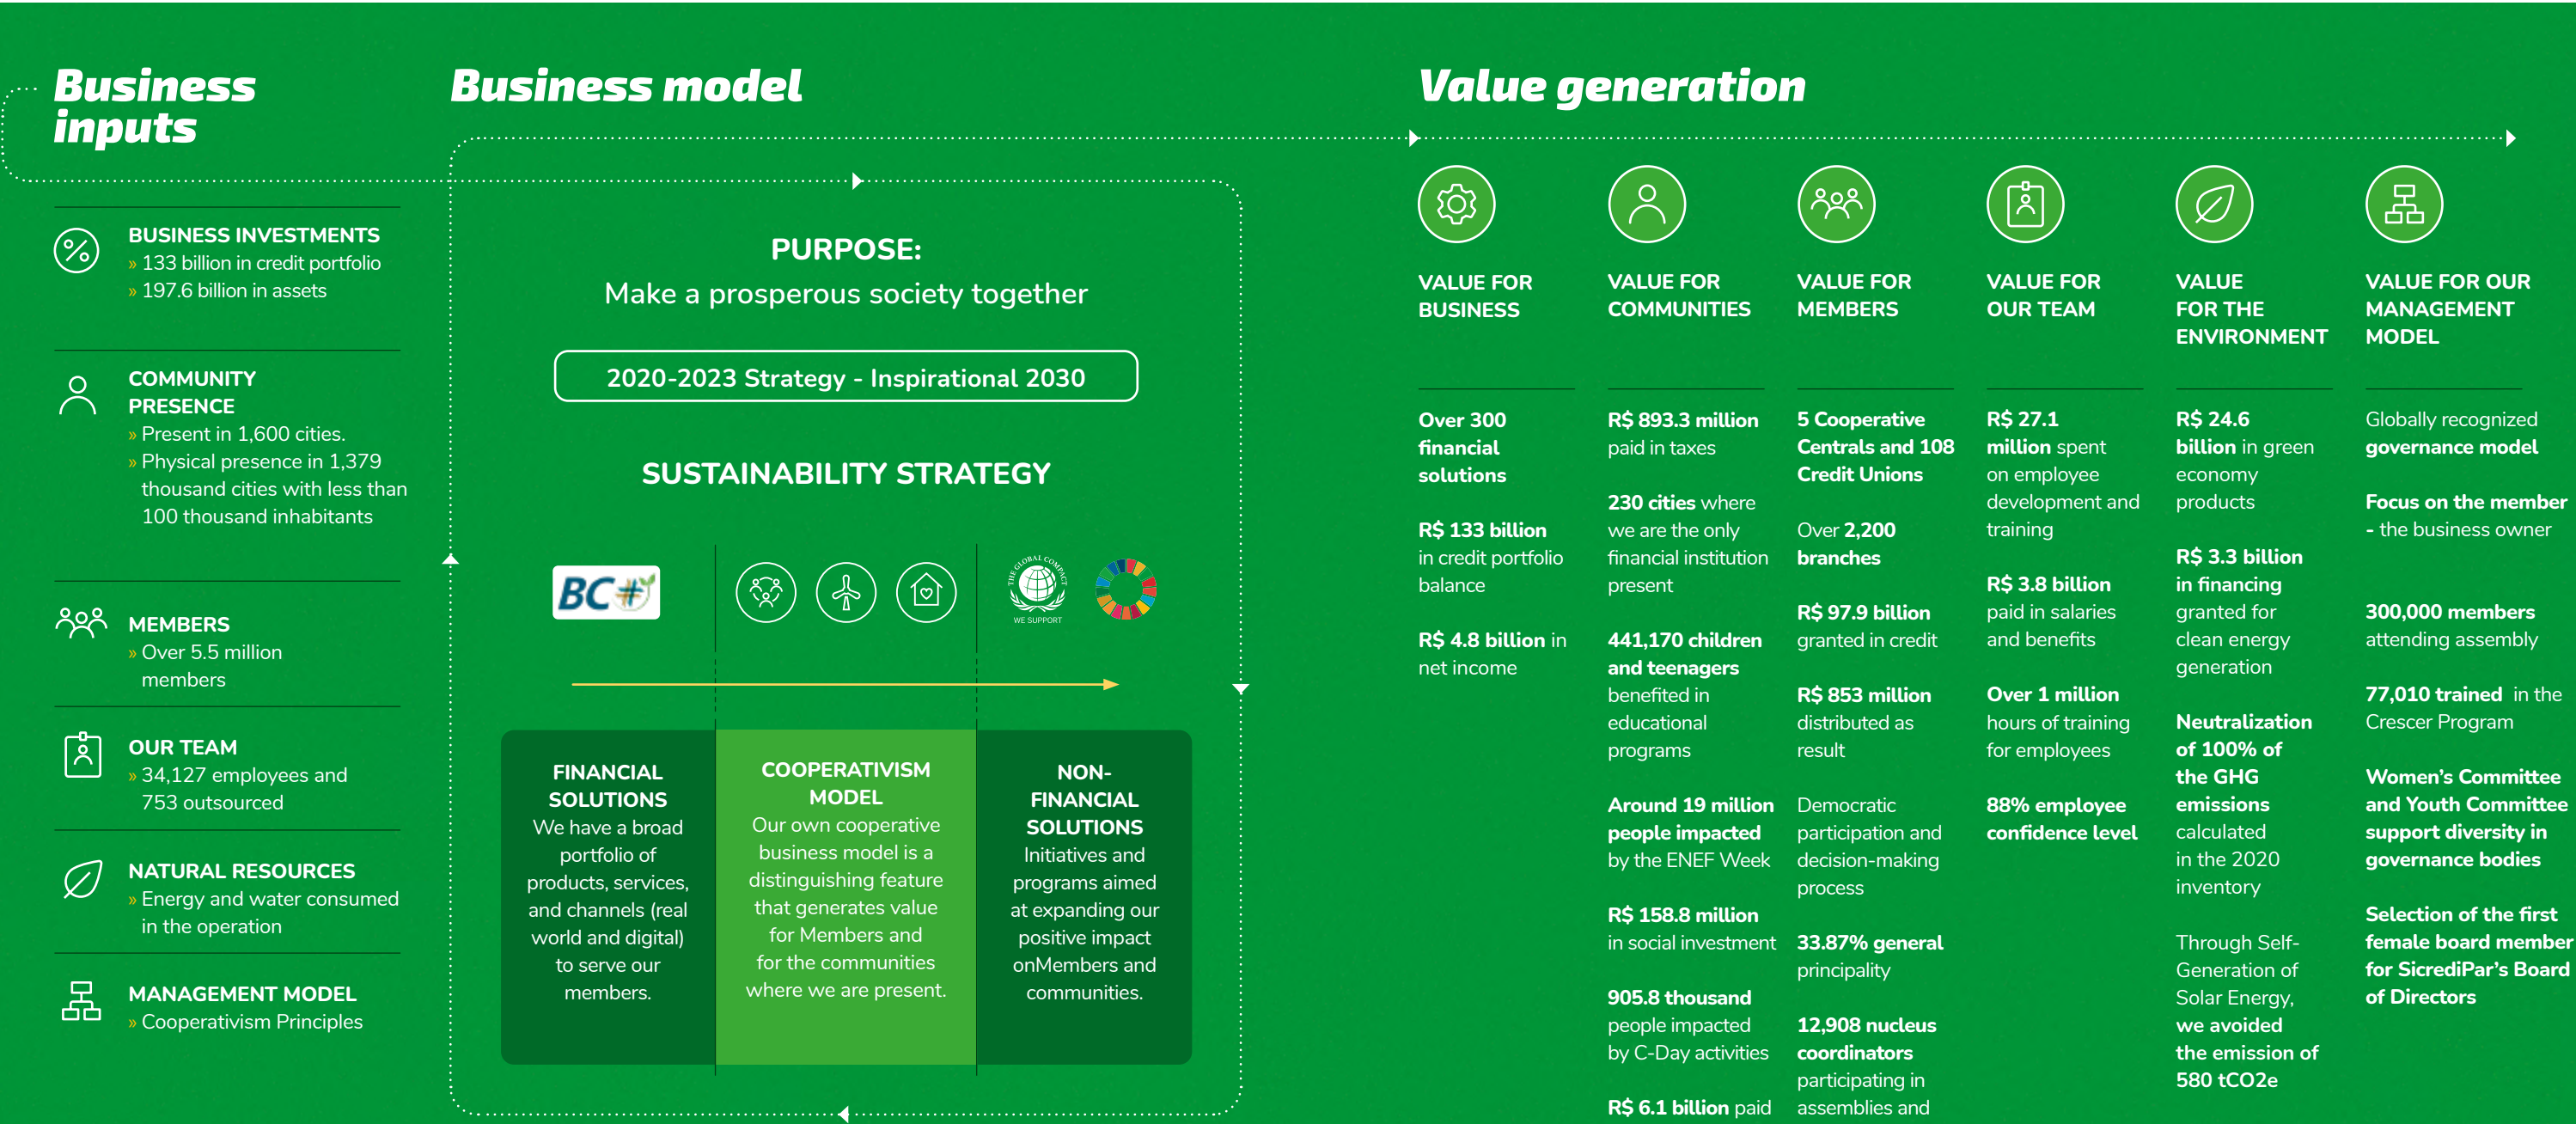 Business
inputs
BUSINESS INVESTMENTS
» 133 billion in credit portfolio
» 197.6 billion in assets
COMMUNITY
PRESENCE
» Present in 1,600 cities.
» Physical presence in 1,379
thousand cities with less than
100 thousand inhabitants
MEMBERS
» Over 5.5 million
members
OUR TEAM
» 34,127 employees and
753 outsourced
NATURAL RESOURCES
» Energy and water consumed
in the operation
MANAGEMENT MODEL
» Cooperativism Principles
Business model
PURPOSE:
Make a prosperous society together
2020-2023 Strategy - Inspirational 2030
SUSTAINABILITY STRATEGY
BC#
THE GLOBAL COMPACT
WE SUPPORT
FINANCIAL
SOLUTIONS
We have a broad
portfolio of
products, services,
and channels (real
world and digital)
to serve our
members.
COOPERATIVISM
MODEL
Our own cooperative
business model is a
distinguishing feature
that generates value
for Members and
for the communities
where we are present.
NON-
FINANCIAL
SOLUTIONS
Initiatives and
programs aimed
at expanding our
positive impact
onMembers and
communities.
Value generation
VALUE FOR
BUSINESS
Over 300
financial
solutions
R$ 133 billion
in credit portfolio
balance
R$ 4.8 billion in
net income
VALUE FOR
COMMUNITIES
R$ 893.3 million
paid in taxes
230 cities where
we are the only
financial institution
present
441,170 children
and teenagers
benefited in
educational
programs
Around 19 million
people impacted
by the ENEF Week
R$ 158.8 million
in social investment
905.8 thousand
people impacted
by C-Day activities
R$ 6.1 billion paid
VALUE FOR
MEMBERS
5 Cooperative
Centrals and 108
Credit Unions
Over 2,200
branches
R$ 97.9 billion
granted in credit
R$ 853 million
distributed as
result
Democratic
participation and
decision-making
process
33.87% general
principality
12,908 nucleus
coordinators
participating in
assemblies and
VALUE FOR
OUR TEAM
R$ 27.1
million spent
on employee
development and
training
R$ 3.8 billion
paid in salaries
and benefits
Over 1 million
hours of training
for employees
88% employee
confidence level
VALUE
FOR THE
ENVIRONMENT
R$ 24.6
billion in green
economy
products
R$ 3.3 billion
in financing
granted for
clean energy
generation
Neutralization
of 100% of
the GHG
emissions
calculated
in the 2020
inventory
Through Self-
Generation of
Solar Energy,
we avoided
the emission of
580 tCO2e
VALUE FOR OUR
MANAGEMENT
MODEL
Globally recognized
governance model
Focus on the member
- the business owner
300,000 members
attending assembly
77,010 trained in the
Crescer Program
Women's Committee
and Youth Committee
support diversity in
governance bodies
Selection of the first
female board member
for SicrediPar's Board
of Directors